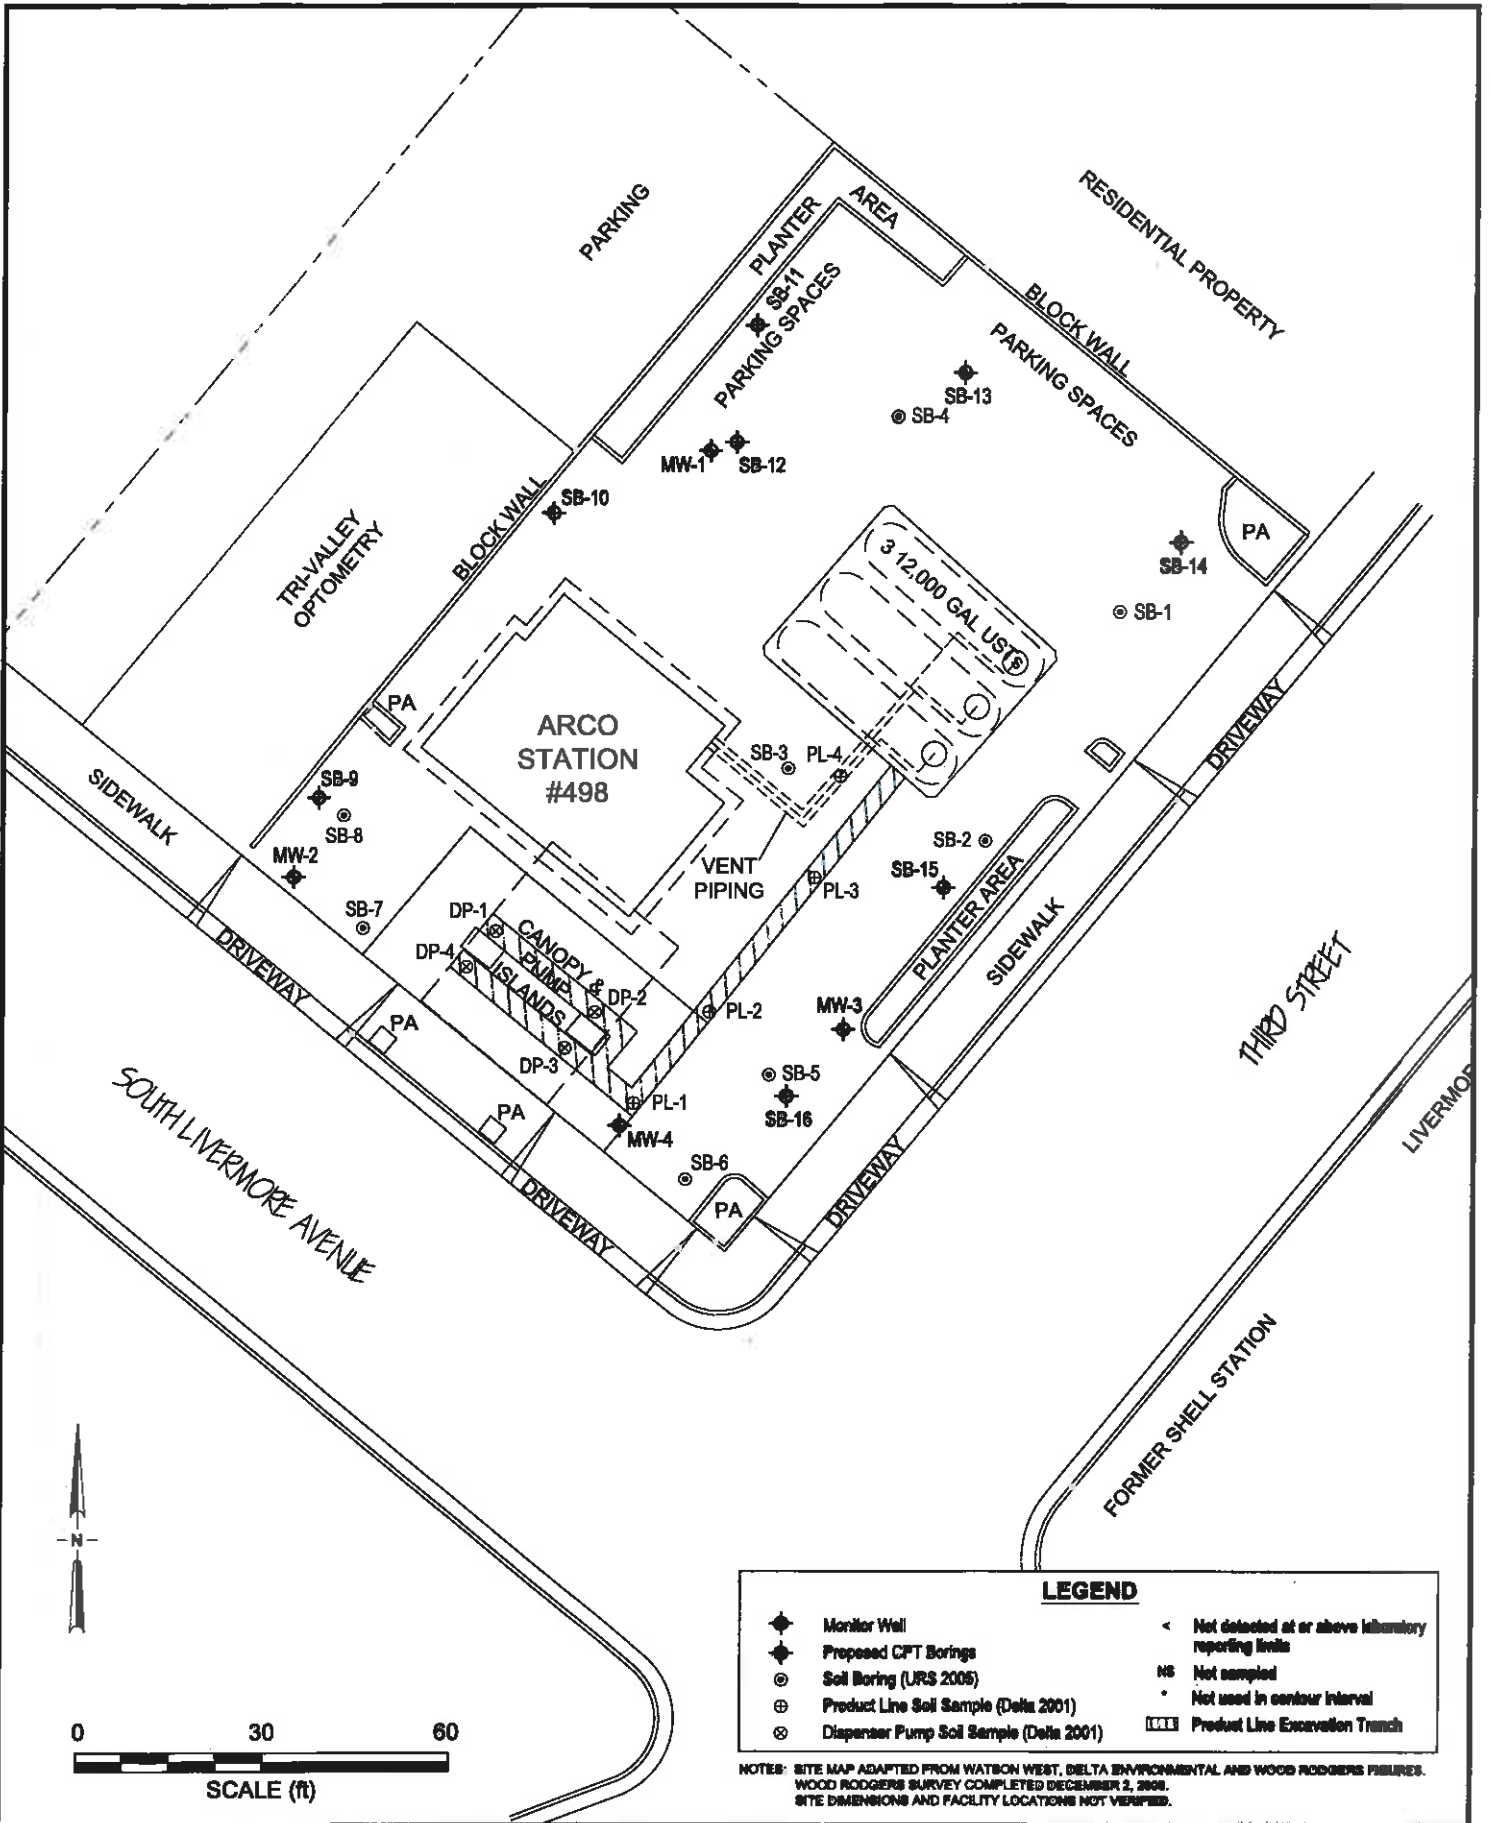 PARKING
PLANTER
AREA
RESIDENTIAL PROPERTY
SB-11
PARKING SPACES
BLOCK WALL
PARKING SPACES
SB-13
SB-4
MW-1
SB-12
SB-10
BLOCK WALL
TRI-VALLEY
OPTOMETRY
3 12,000 GAL USTs
PA
SB-14
SB-1
PA
ARCO
STATION
#498
SB-3
PL-4
DRIVEWAY
SIDEWALK
SB-9
SB-8
MW-2
SB-7
VENT
PIPING
PL-3
SB-2
SB-15
PLANTER AREA
SIDEWALK
DP-1
DP-4
CANOPY &
PUMP
ISLANDS
DP-2
DP-3
PL-2
MW-3
THIRD STREET
DRIVEWAY
PA
PA
PL-1
MW-4
SB-5
SB-16
SB-6
PA
DRIVEWAY
DRIVEWAY
SOUTH LIVERMORE AVENUE
LIVERMOR
FORMER SHELL STATION
N
0 30 60
SCALE (ft)
LEGEND
Monitor Well
Proposed CPT Borings
Soil Boring (URS 2005)
Product Line Soil Sample (Delta 2001)
Dispenser Pump Soil Sample (Delta 2001)
< Not detected at or above laboratory
reporting limits
NS Not sampled
* Not used in contour interval
Product Line Excavation Trench
NOTES: SITE MAP ADAPTED FROM WATSON WEST, DELTA ENVIRONMENTAL AND WOOD RODGERS FIGURES.
WOOD RODGERS SURVEY COMPLETED DECEMBER 2,
SITE DIMENSIONS AND FACILITY LOCATIONS NOT VERIFIED.